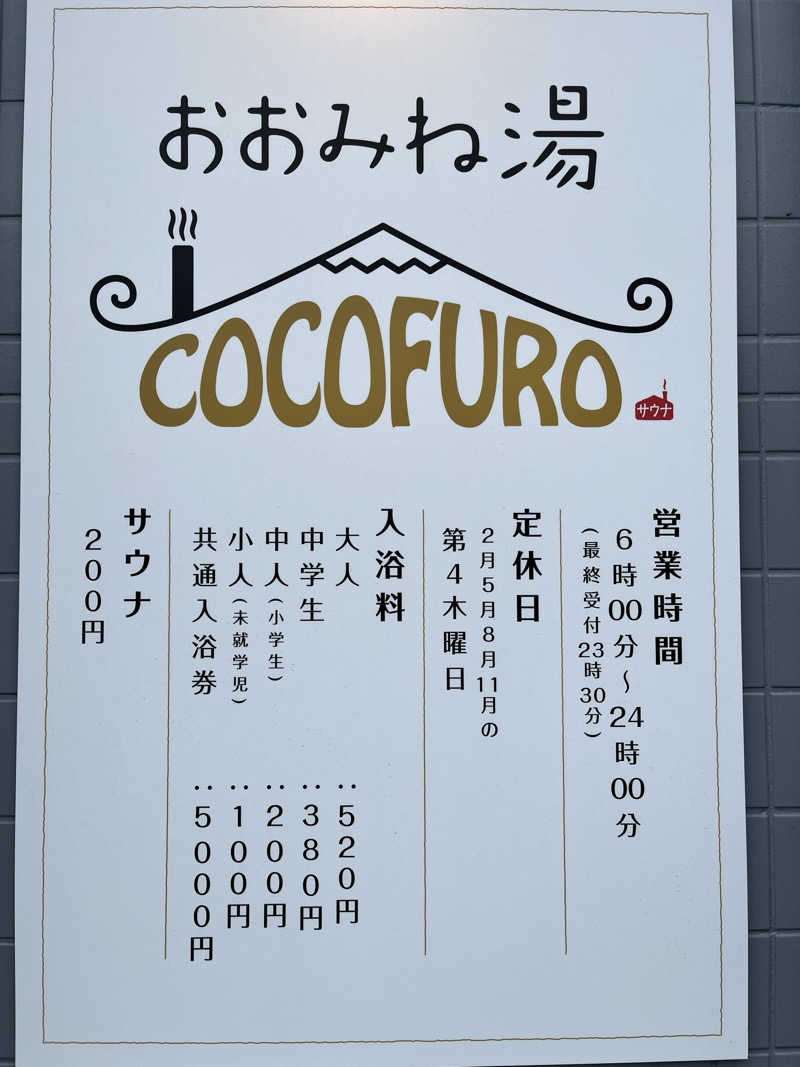 おおみね湯
COCOFURO
サウナ
営業時間
6時00分～24時00分
（最終受付23時30分）
定休日
2月5月8月11月の
第4木曜日
入浴料
大人：520円
中学生：380円
中人（小学生）：200円
小人（未就学児）：100円
共通入浴券：5000円
サウナ
200円